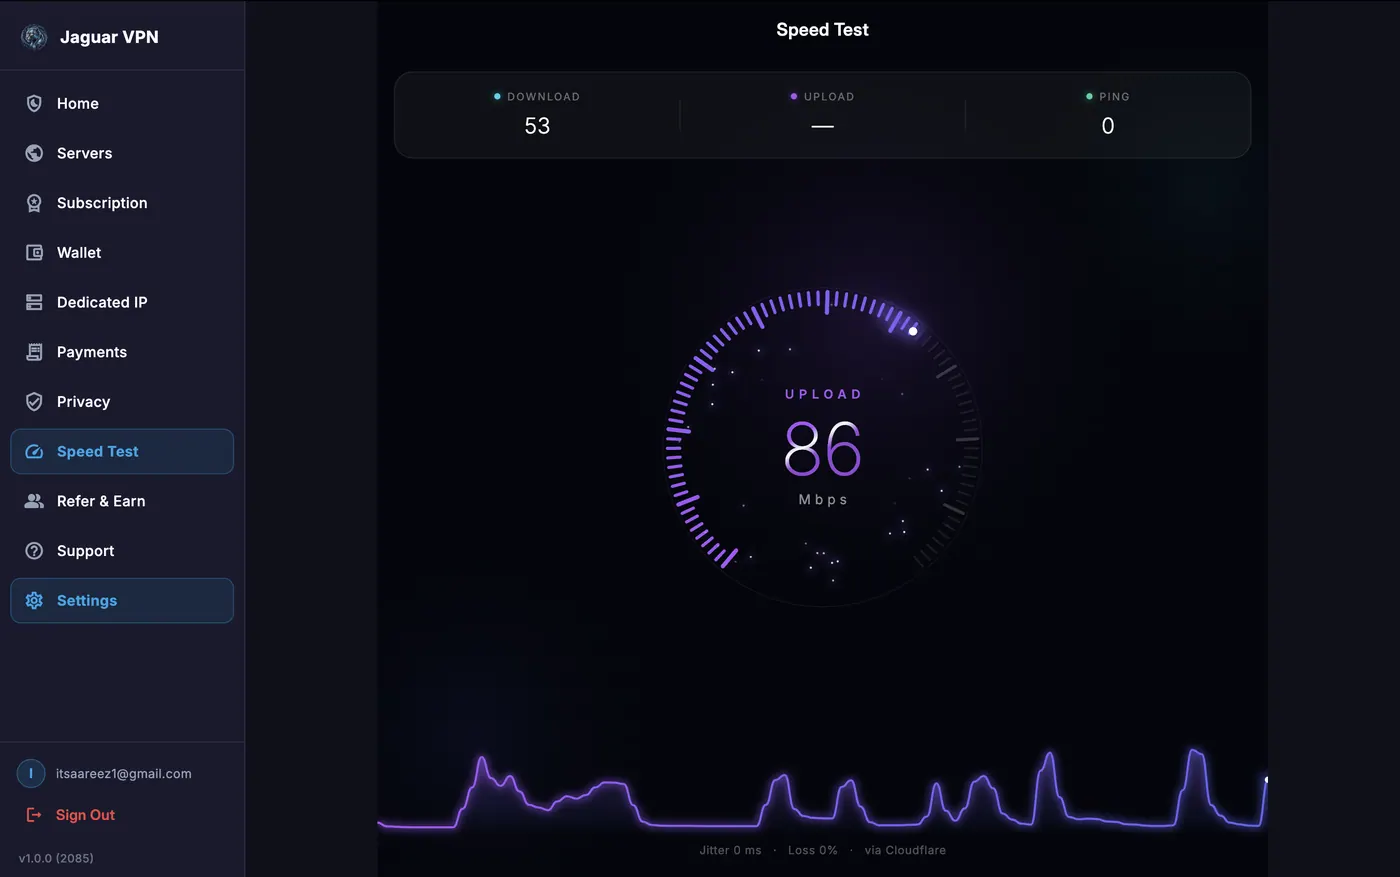 Jaguar VPN
Home
Servers
Subscription
Wallet
Dedicated IP
Payments
Privacy
Speed Test
Refer & Earn
Support
Settings
I
itsaareez1@gmail.com
Sign Out
v1.0.0 (2085)
Speed Test
DOWNLOAD
53
UPLOAD
—
PING
0
UPLOAD
86
Mbps
Jitter 0 ms · Loss 0% · via Cloudflare